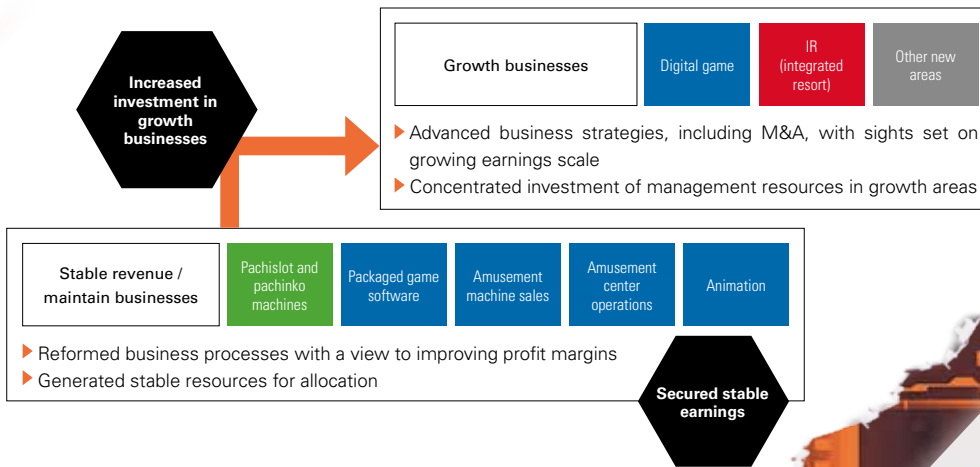 Increased
investment in
growth
businesses
Growth businesses
Digital game
IR
(integrated
resort)
Other new
areas
Advanced business strategies, including M&A, with sights set on
growing earnings scale
Concentrated investment of management resources in growth areas
Stable revenue /
maintain businesses
Pachislot and
pachinko
machines
Packaged game
software
Amusement
machine sales
Amusement
center
operations
Animation
Reformed business processes with a view to improving profit margins
Generated stable resources for allocation
Secured stable
earnings